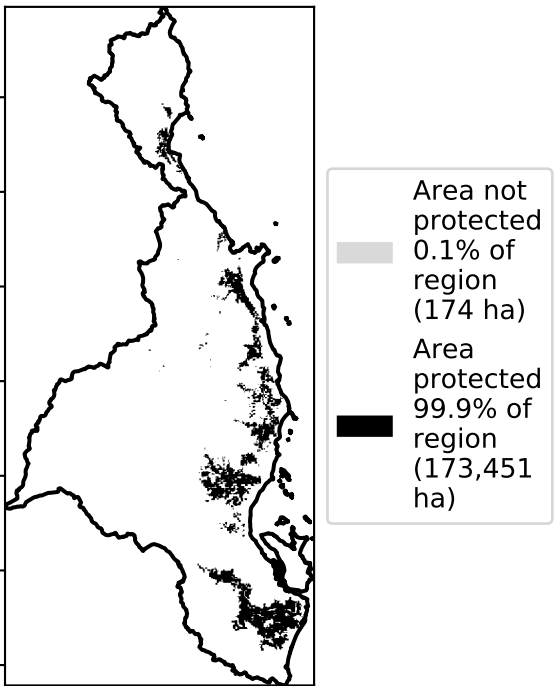 Area not
protected
0.1% of
region
(174 ha)
Area
protected
99.9% of
region
(173,451
ha)